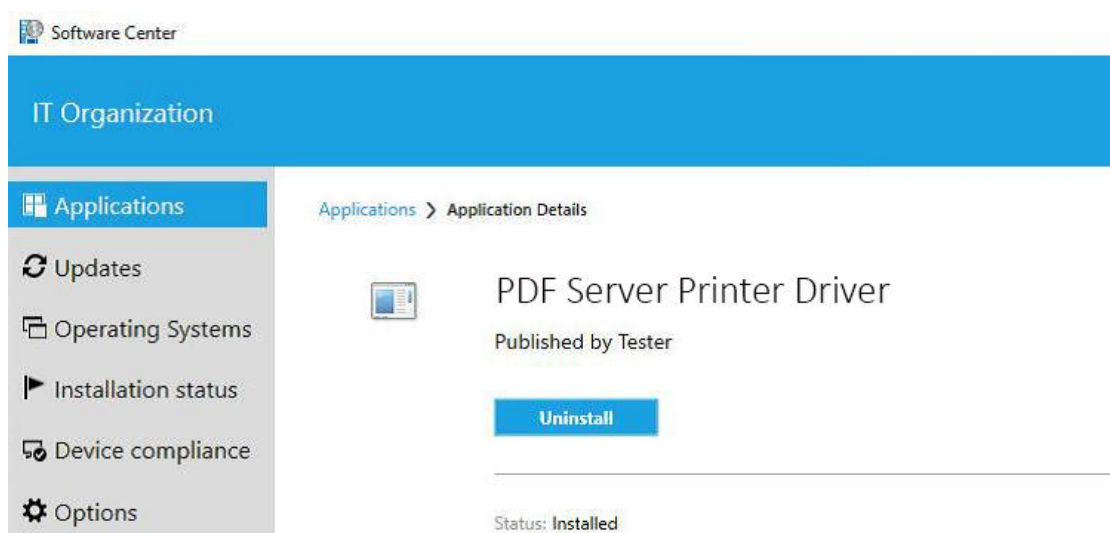 Software Center
IT Organization
Applications
Updates
Operating Systems
Installation status
Device compliance
Options
Applications > Application Details
PDF Server Printer Driver
Published by Tester
Uninstall
Status: Installed